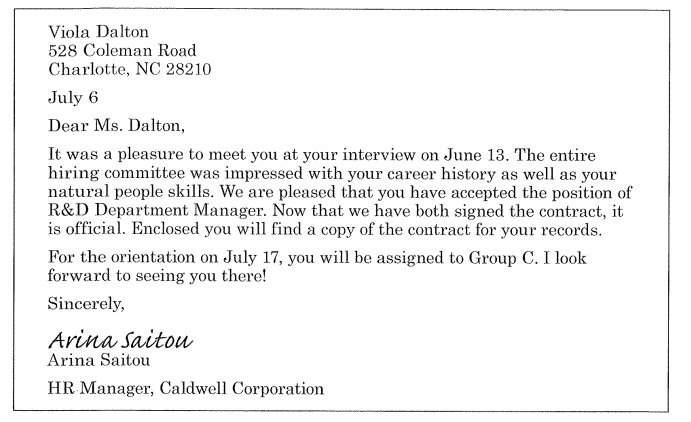 Viola Dalton
528 Coleman Road
Charlotte, NC 28210
July 6
Dear Ms. Dalton,
It was a pleasure to meet you at your interview on June 13. The entire
hiring committee was impressed with your career history as well as your
natural people skills. We are pleased that you have accepted the position of
R&D Department Manager. Now that we have both signed the contract, it
is official. Enclosed you will find a copy of the contract for your records.
For the orientation on July 17, you will be assigned to Group C. I look
forward to seeing you there!
Sincerely,
Arina Saitou
Arina Saitou
HR Manager, Caldwell Corporation